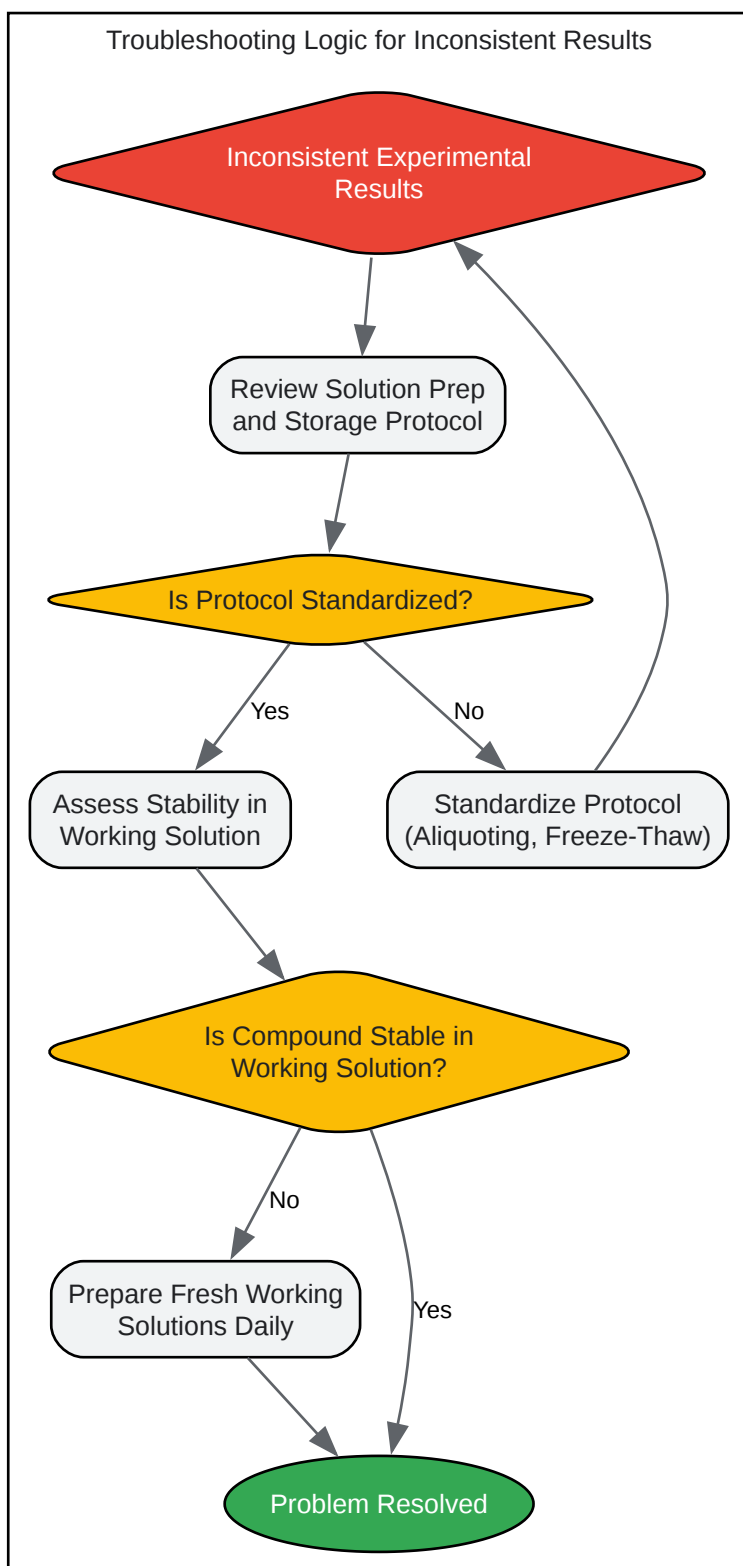 Troubleshooting Logic for Inconsistent Results
Inconsistent Experimental
Results
Review Solution Prep
and Storage Protocol
Is Protocol Standardized?
Yes
No
Assess Stability in
Working Solution
Standardize Protocol
(Aliquoting, Freeze-Thaw)
Is Compound Stable in
Working Solution?
No
Prepare Fresh Working
Solutions Daily
Yes
Problem Resolved